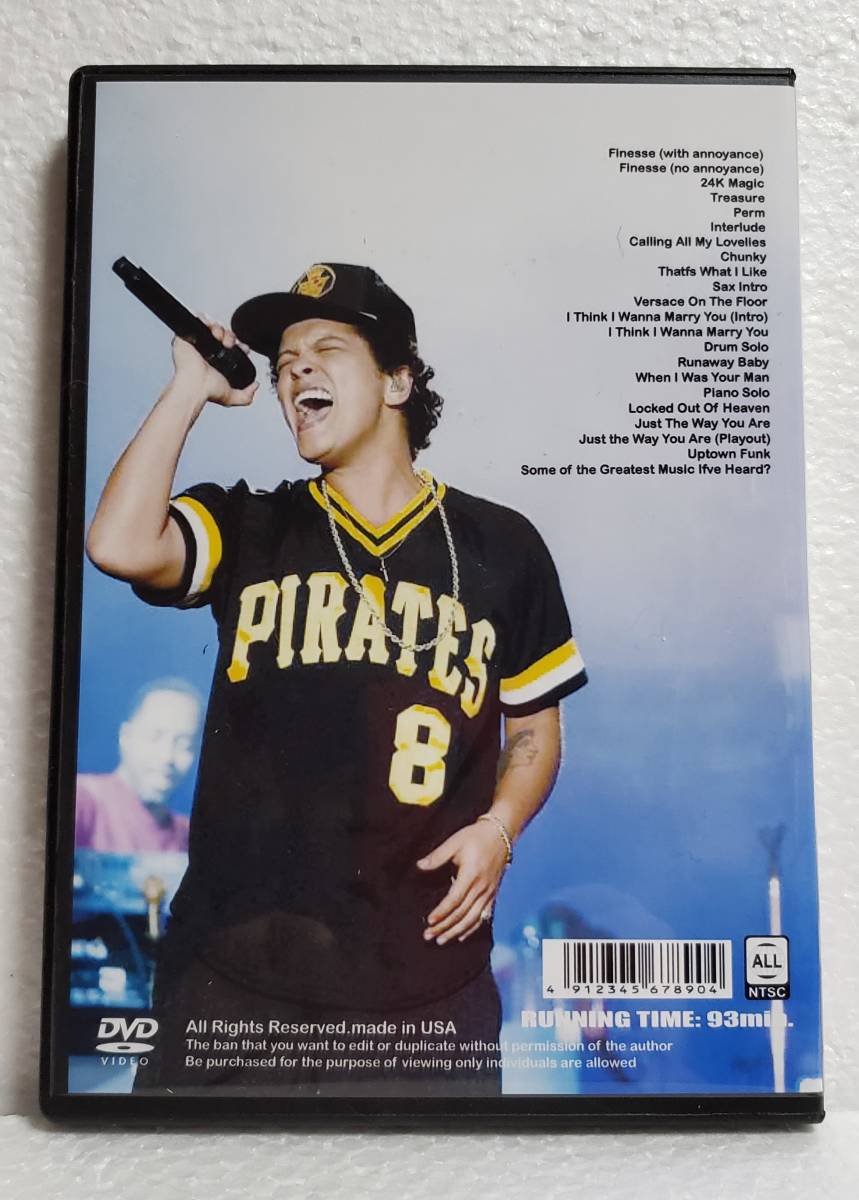 Finesse (with annoyance)
Finesse (no annoyance)
24K Magic
Treasure
Perm
Interlude
Calling All My Lovelies
Chunky
Thatfs What I Like
Sax Intro
Versace On The Floor
I Think I Wanna Marry You (Intro)
I Think I Wanna Marry You
Drum Solo
Runaway Baby
When I Was Your Man
Piano Solo
Locked Out Of Heaven
Just The Way You Are
Just the Way You Are (Playout)
Uptown Funk
Some of the Greatest Music Ifve Heard?
PIRATES
8
4 912345 678904
ALL
NTSC
RUNNING TIME: 93min.
DVD
VIDEO
All Rights Reserved.made in USA
The ban that you want to edit or duplicate without permission of the author
Be purchased for the purpose of viewing only individuals are allowed